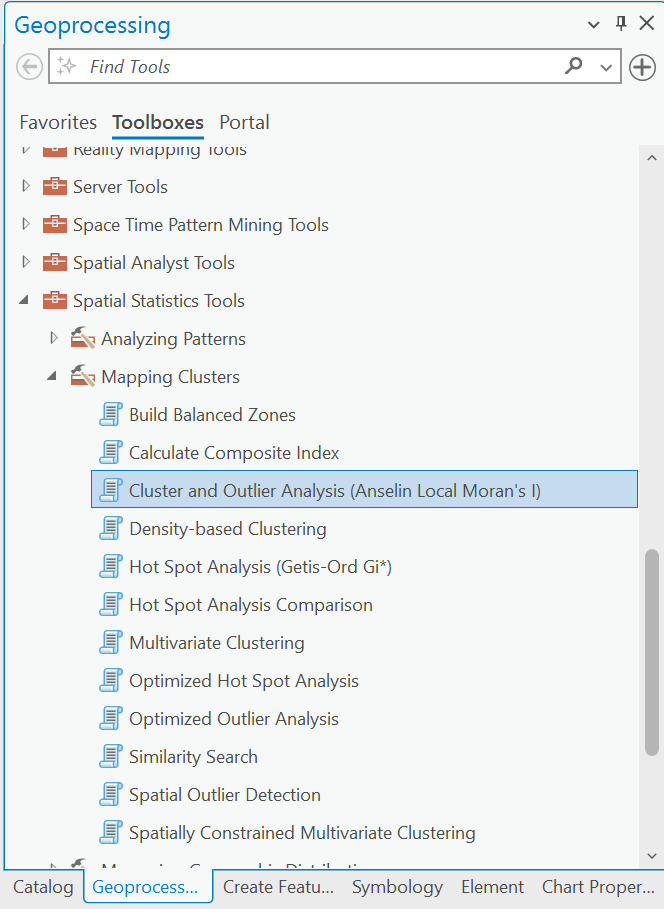 Geoprocessing
Find Tools
Favorites Toolboxes Portal
Reality Mapping Tools
Server Tools
Space Time Pattern Mining Tools
Spatial Analyst Tools
Spatial Statistics Tools
Analyzing Patterns
Mapping Clusters
Build Balanced Zones
Calculate Composite Index
Cluster and Outlier Analysis (Anselin Local Moran's I)
Density-based Clustering
Hot Spot Analysis (Getis-Ord Gi*)
Hot Spot Analysis Comparison
Multivariate Clustering
Optimized Hot Spot Analysis
Optimized Outlier Analysis
Similarity Search
Spatial Outlier Detection
Spatially Constrained Multivariate Clustering
Catalog Geoprocess... Create Featu... Symbology Element Chart Proper...